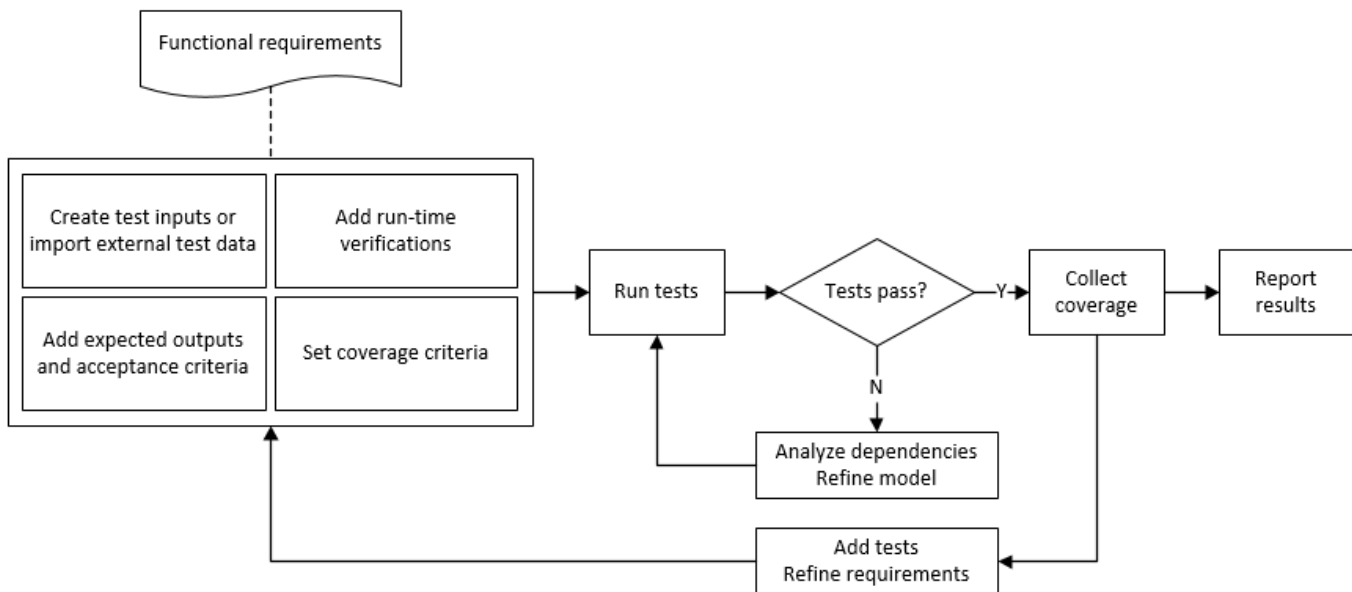 Functional requirements
Create test inputs or
import external test data
Add run-time
verifications
Add expected outputs
and acceptance criteria
Set coverage criteria
Run tests
Tests pass?
Y
Collect
coverage
Report
results
N
Analyze dependencies
Refine model
Add tests
Refine requirements